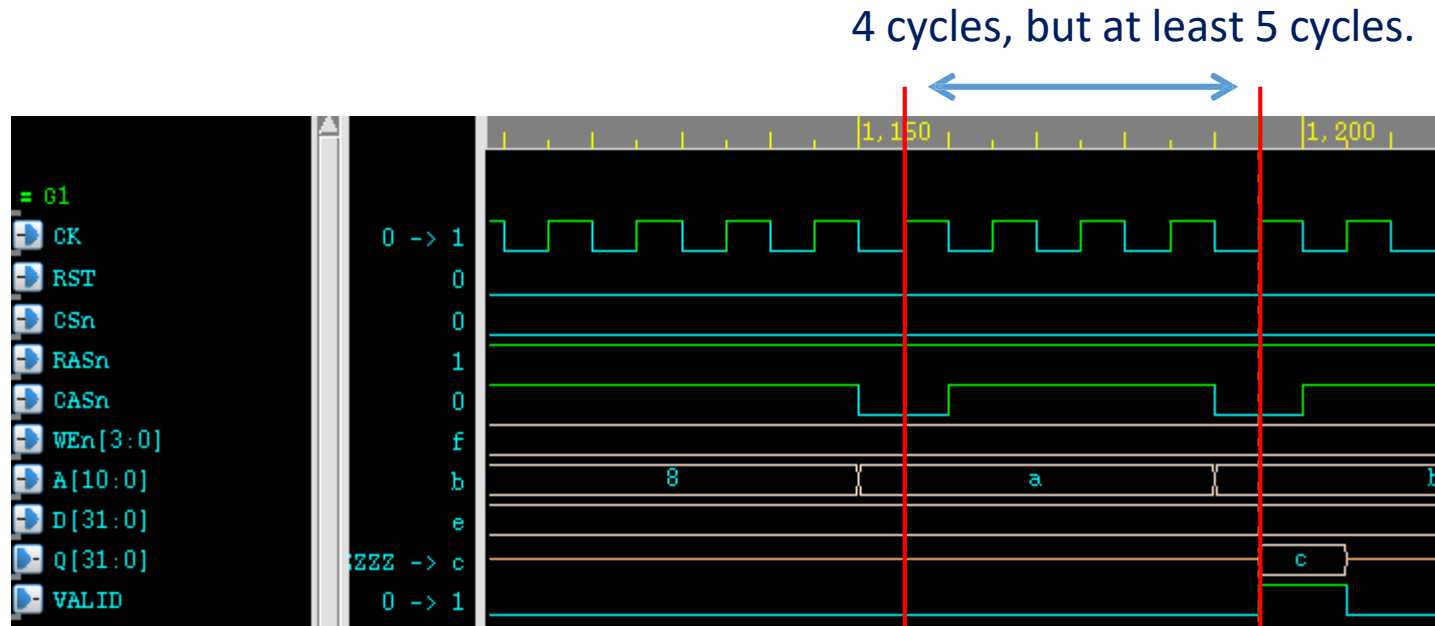 4 cycles, but at least 5 cycles.
1,150 1,200
= G1
CK 0 -> 1
RST 0
CSn 0
RASn 1
CASn 0
WEn[3:0] f
A[10:0] b 8 a
D[31:0] e
Q[31:0] ZZZ -> c c
VALID 0 -> 1